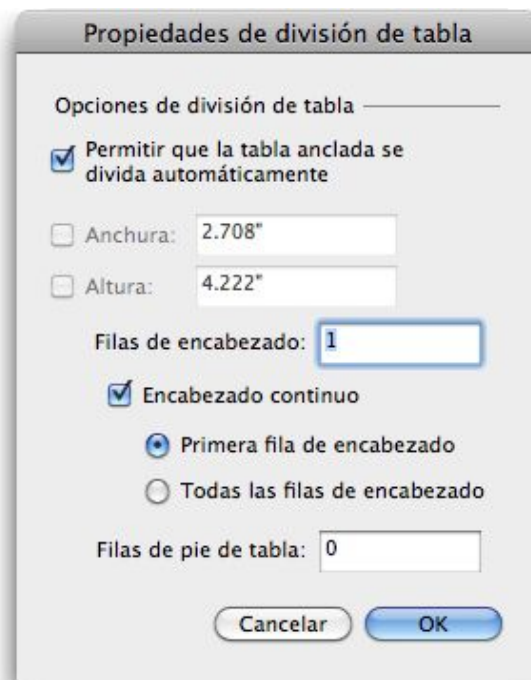 Propiedades de división de tabla
Opciones de división de tabla
Permitir que la tabla anclada se
divida automáticamente
Anchura: 2.708"
Altura: 4.222"
Filas de encabezado: 1
Encabezado continuo
Primera fila de encabezado
Todas las filas de encabezado
Filas de pie de tabla: 0
Cancelar OK